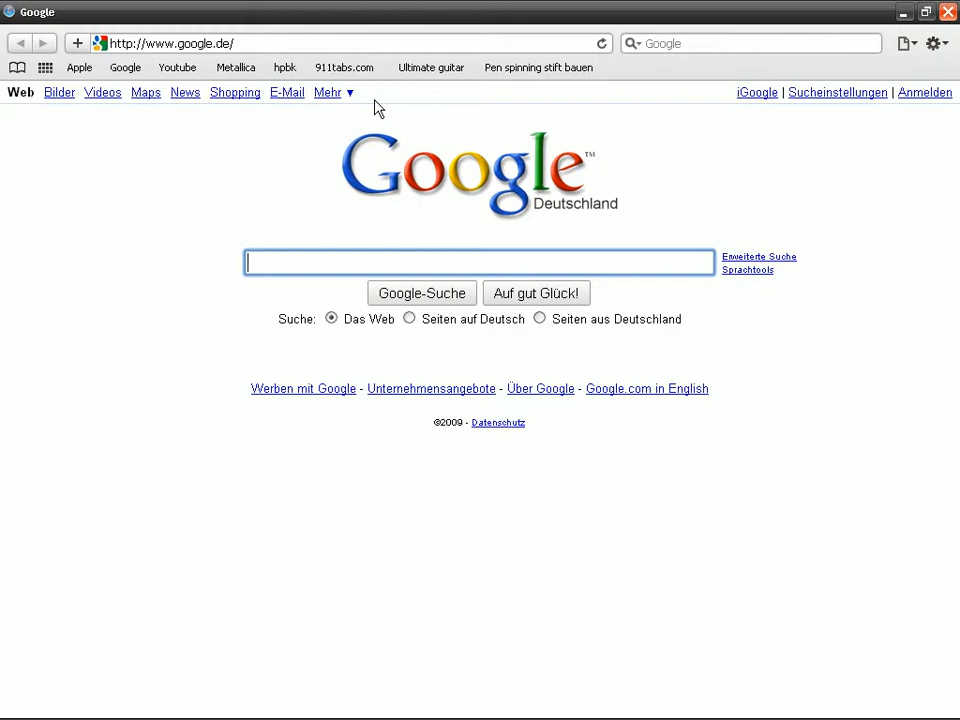 Google
http://www.google.de/ Google
Apple Google Youtube Metallica hpbk 911tabs.com Ultimate guitar Pen spinning stift bauen
Web Bilder Videos Maps News Shopping E-Mail Mehr ▼ iGoogle | Sucheinstellungen | Anmelden
Google™
Deutschland
Erweiterte Suche
Sprachtools
Google-Suche Auf gut Glück!
Suche: Das Web Seiten auf Deutsch Seiten aus Deutschland
Werben mit Google - Unternehmensangebote - Über Google - Google.com in English
©2009 - Datenschutz